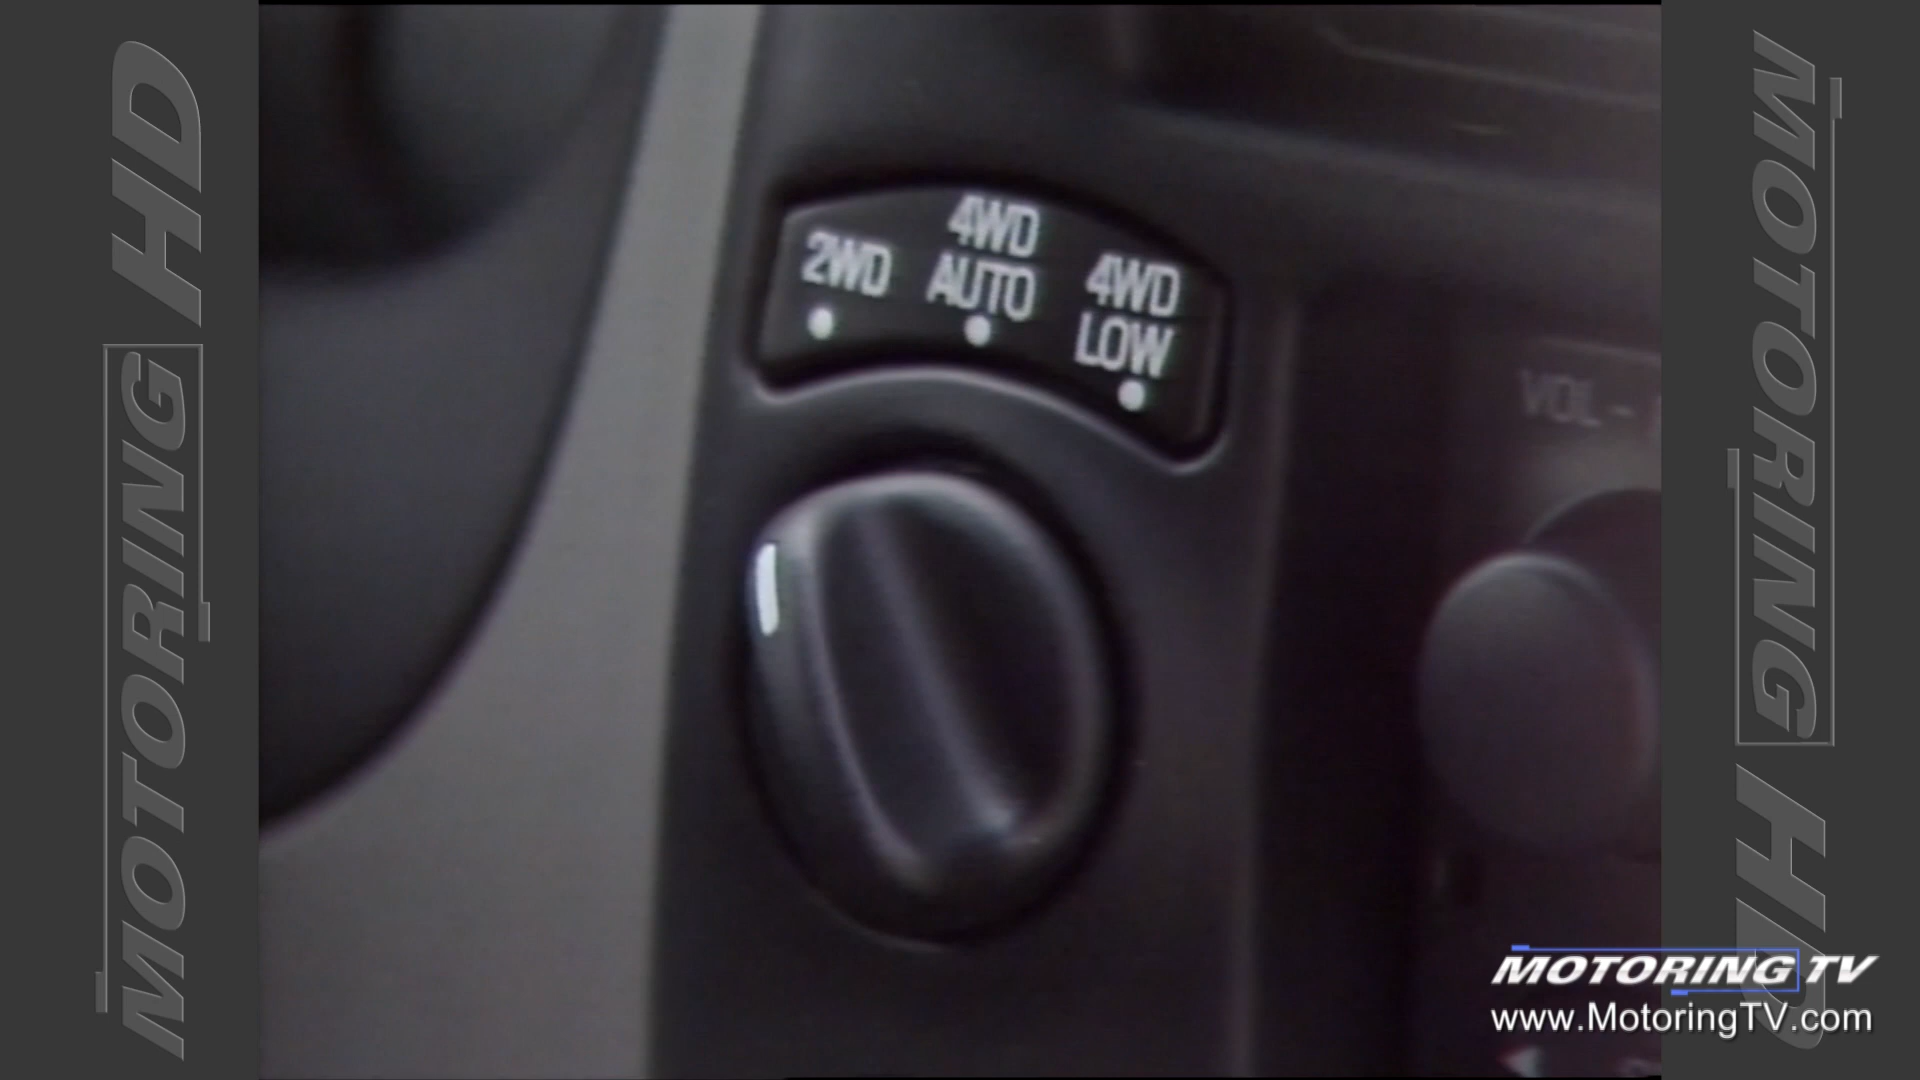 MOTORING HD
2WD
4WD
AUTO
4WD
LOW
VOL -
MOTORING HD
MOTORING TV
www.MotoringTV.com